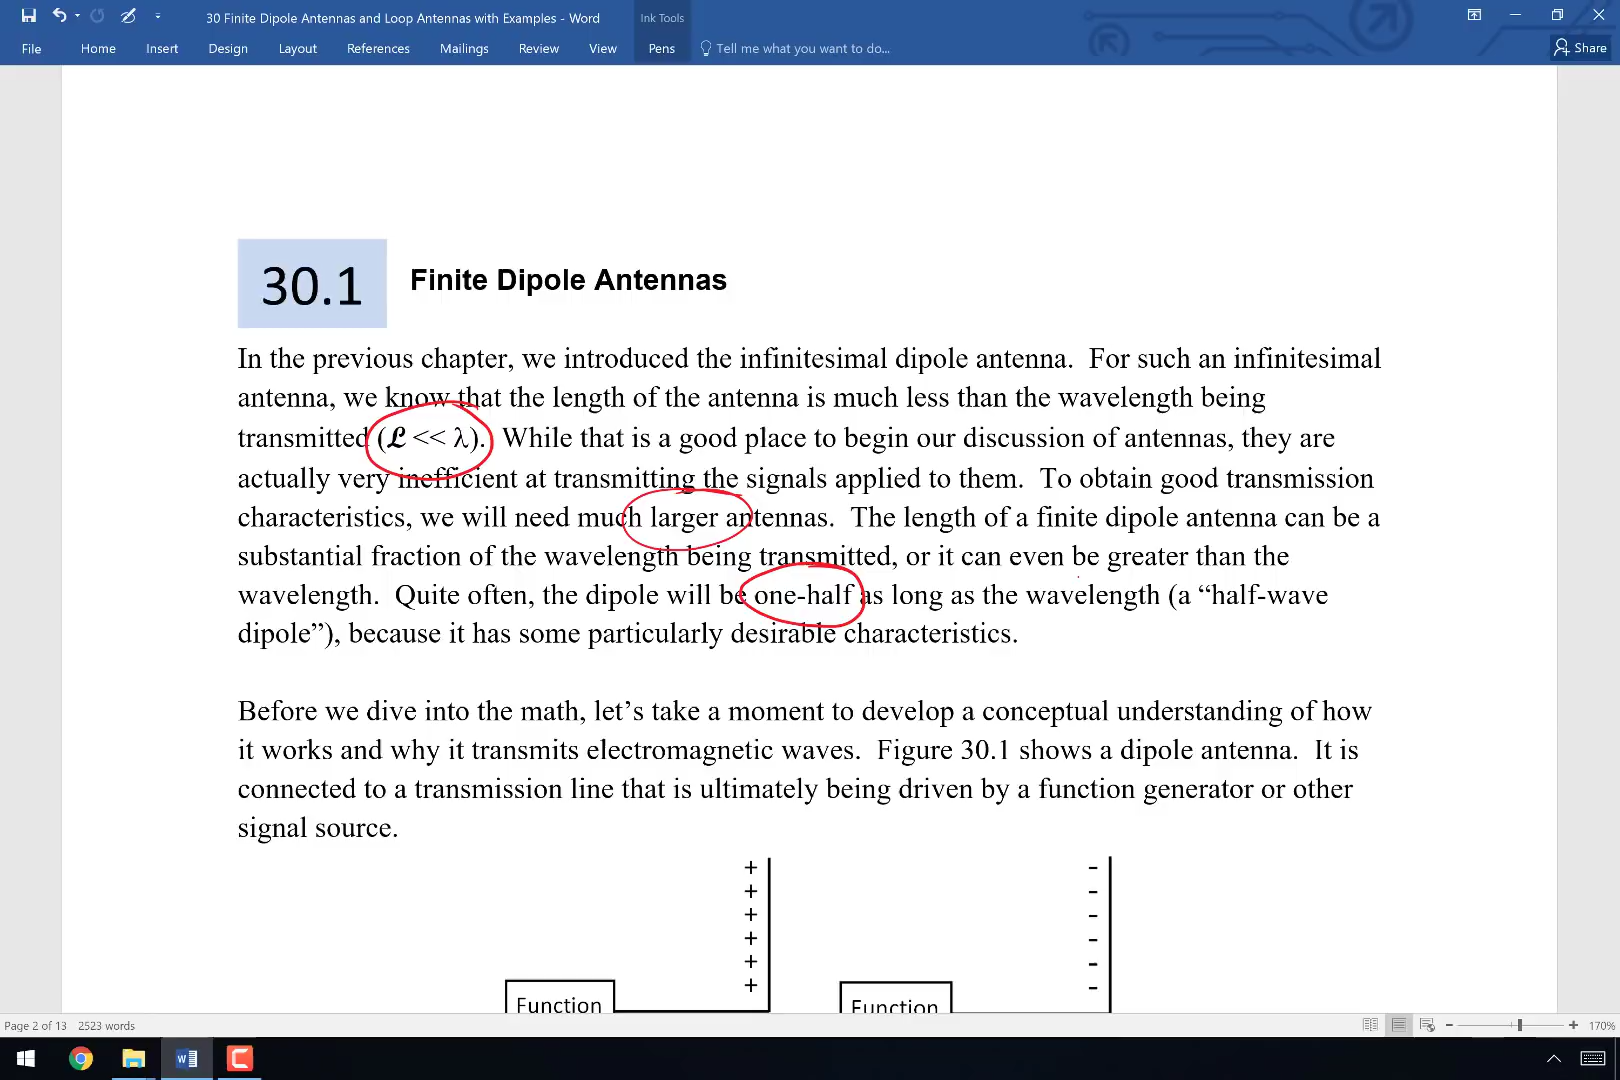 30 Finite Dipole Antennas and Loop Antennas with Examples - Word
Ink Tools
File Home Insert Design Layout References Mailings Review View Pens Tell me what you want to do... Share
30.1 Finite Dipole Antennas
In the previous chapter, we introduced the infinitesimal dipole antenna. For such an infinitesimal
antenna, we know that the length of the antenna is much less than the wavelength being
transmitted (ℒ << λ). While that is a good place to begin our discussion of antennas, they are
actually very inefficient at transmitting the signals applied to them. To obtain good transmission
characteristics, we will need much larger antennas. The length of a finite dipole antenna can be a
substantial fraction of the wavelength being transmitted, or it can even be greater than the
wavelength. Quite often, the dipole will be one-half as long as the wavelength (a “half-wave
dipole”), because it has some particularly desirable characteristics.
Before we dive into the math, let’s take a moment to develop a conceptual understanding of how
it works and why it transmits electromagnetic waves. Figure 30.1 shows a dipole antenna. It is
connected to a transmission line that is ultimately being driven by a function generator or other
signal source.
+ -
+ -
+ -
+ -
+ -
+ -
Function Function
Page 2 of 13 2523 words 170%